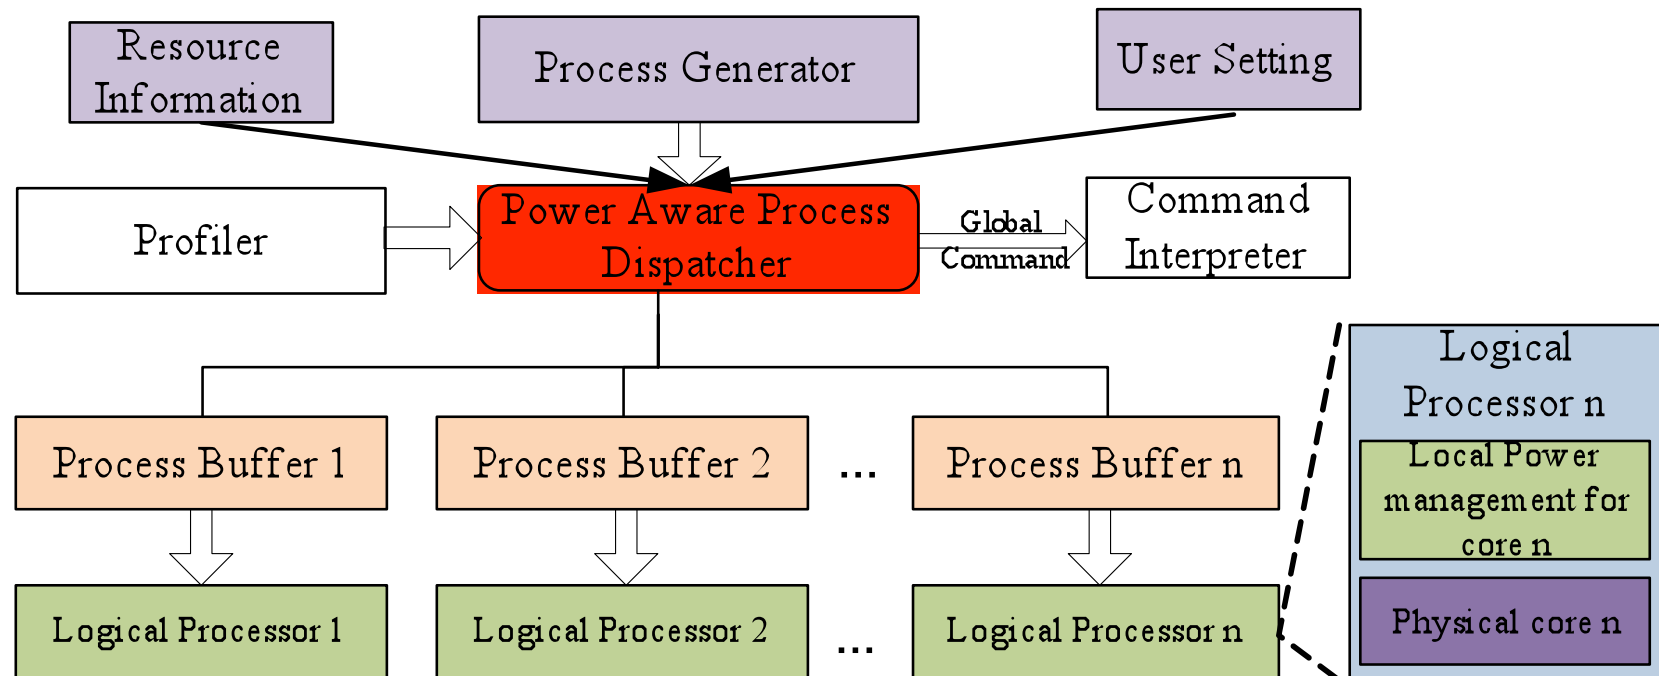 Resource
Information
Process Generator
User Setting
Profiler
Power Aware Process
Dispatcher
Global
Command
Command
Interpreter
Process Buffer 1
Process Buffer 2
...
Process Buffer n
Logical Processor 1
Logical Processor 2
...
Logical Processor n
Logical
Processor n
Local Power
management for
core n
Physical core n